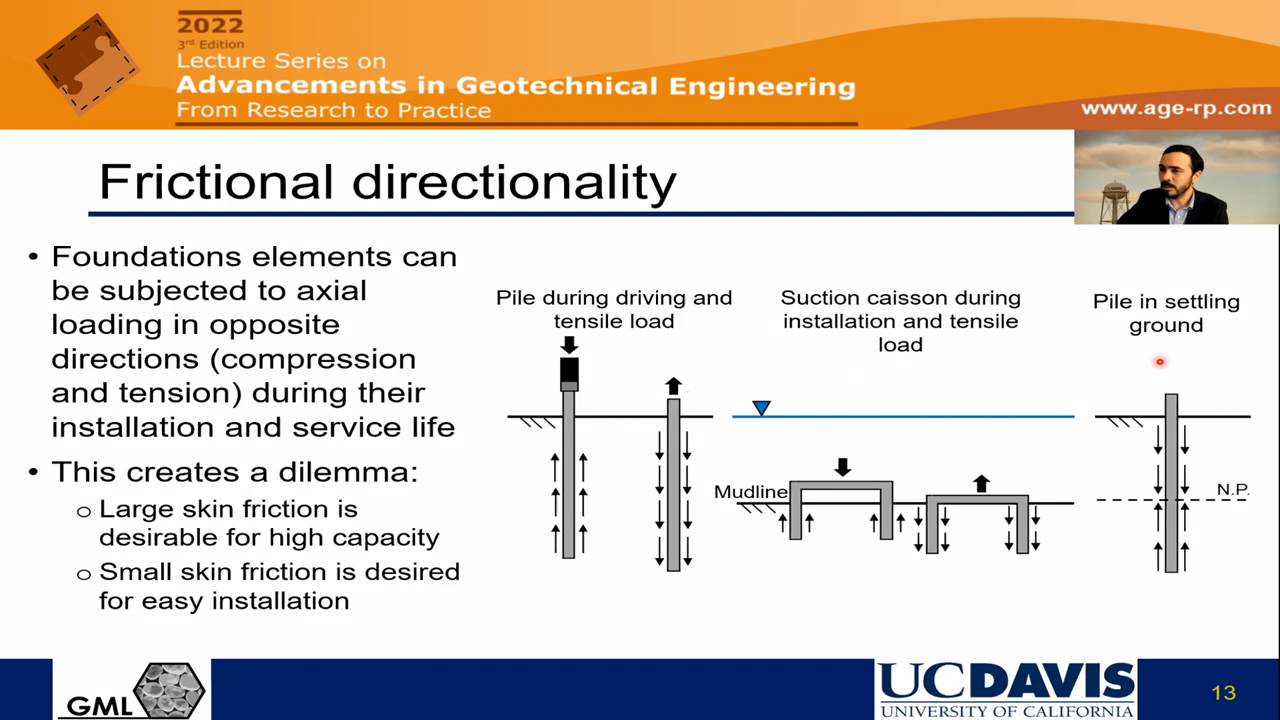 2022
3rd Edition
Lecture Series on
Advancements in Geotechnical Engineering
From Research to Practice
www.age-rp.com
Frictional directionality
• Foundations elements can
be subjected to axial
loading in opposite
directions (compression
and tension) during their
installation and service life
• This creates a dilemma:
o Large skin friction is
desirable for high capacity
o Small skin friction is desired
for easy installation
Pile during driving and
tensile load
Suction caisson during
installation and tensile
load
Pile in settling
ground
Mudline
N.P.
GML
UCDAVIS
UNIVERSITY OF CALIFORNIA
13